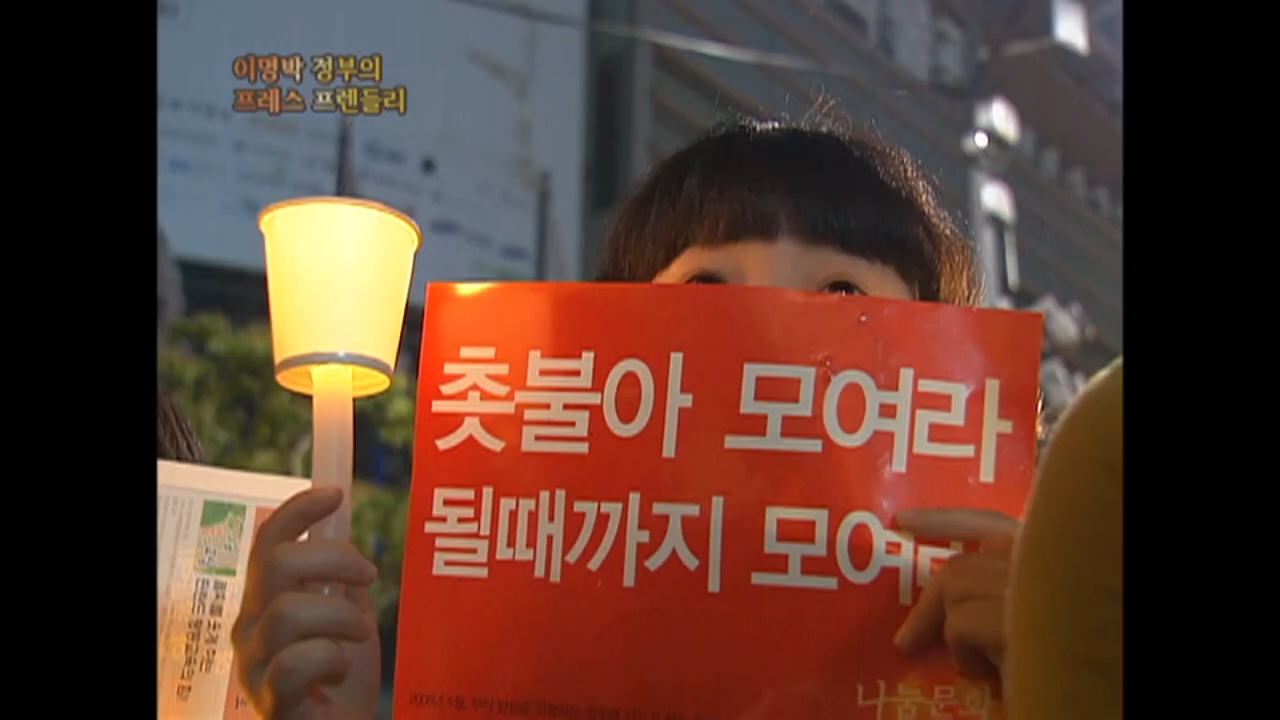 이명박 정부의
프레스 프렌들리
촛불아 모여라
될때까지 모여라
나눔문화